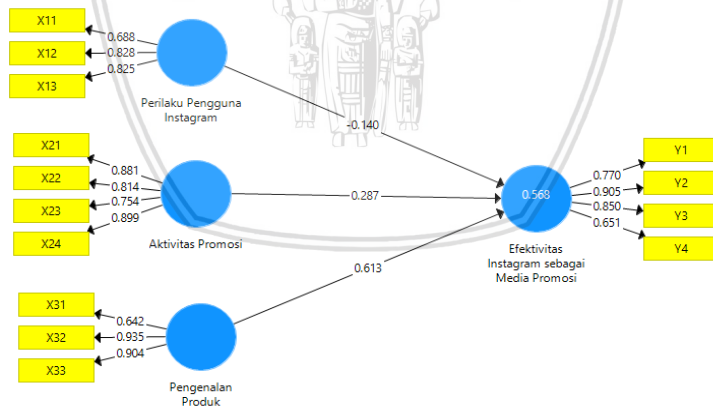 X11
0.688
X12
0.828
0.825
X13
Perilaku Pengguna
Instagram
-0.140
X21
0.881
X22
0.814
0.754
X23
0.899
X24
Aktivitas Promosi
0.287
0.568
Efektivitas
Instagram sebagai
Media Promosi
Y1
0.770
Y2
0.905
0.850
Y3
0.651
Y4
0.613
X31
0.642
X32
0.935
0.904
X33
Pengenalan
Produk